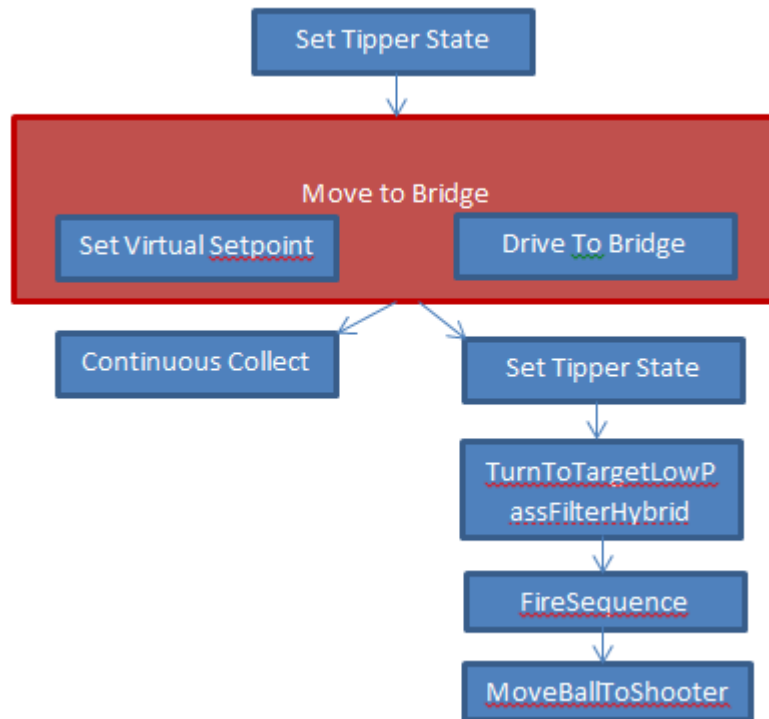 Set Tipper State
Move to Bridge
Set Virtual Setpoint
Drive To Bridge
Continuous Collect
Set Tipper State
TurnToTargetLowP
assFilterHybrid
FireSequence
MoveBallToShooter